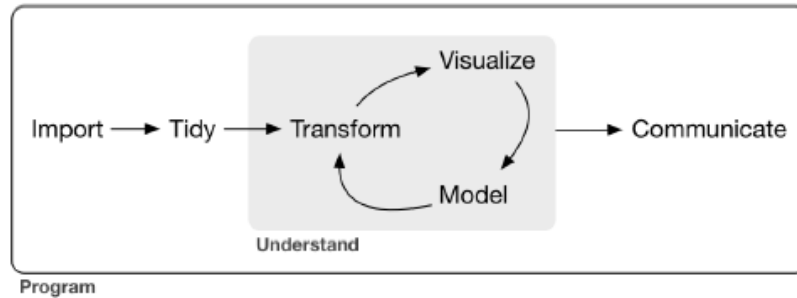 Visualize
Import
Tidy
Transform
Communicate
Model
Understand
Program